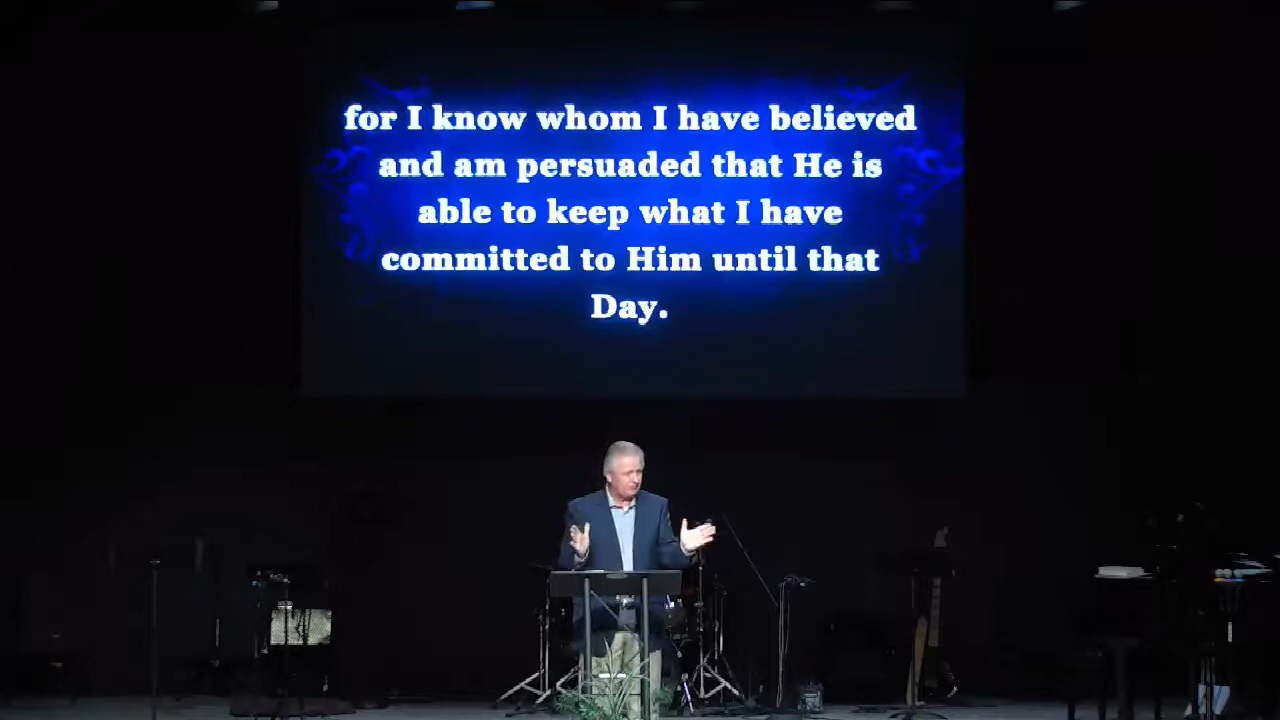 for I know whom I have believed
and am persuaded that He is
able to keep what I have
committed to Him until that
Day.